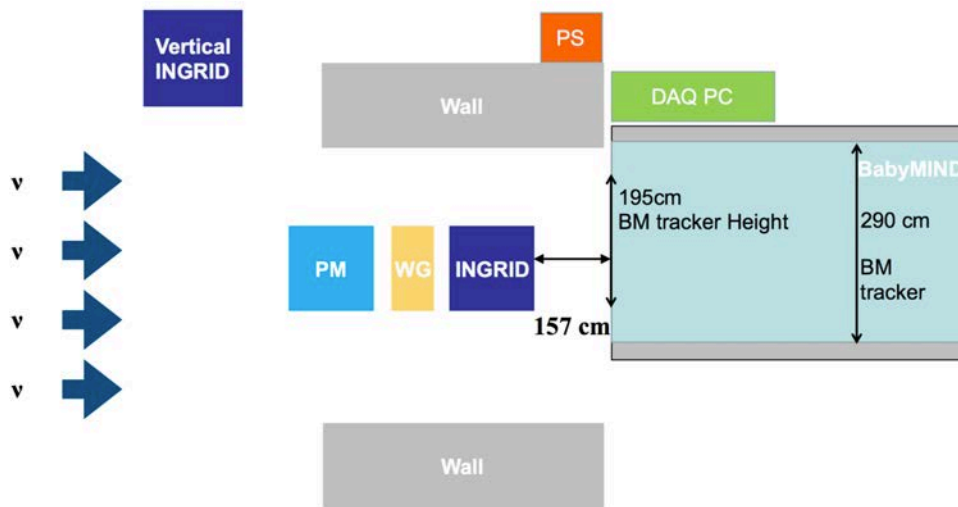 Vertical
INGRID
PS
Wall
DAQ PC
ν
ν
ν
ν
PM
WG
INGRID
157 cm
195cm
BM tracker Height
BabyMIND
290 cm
BM
tracker
Wall